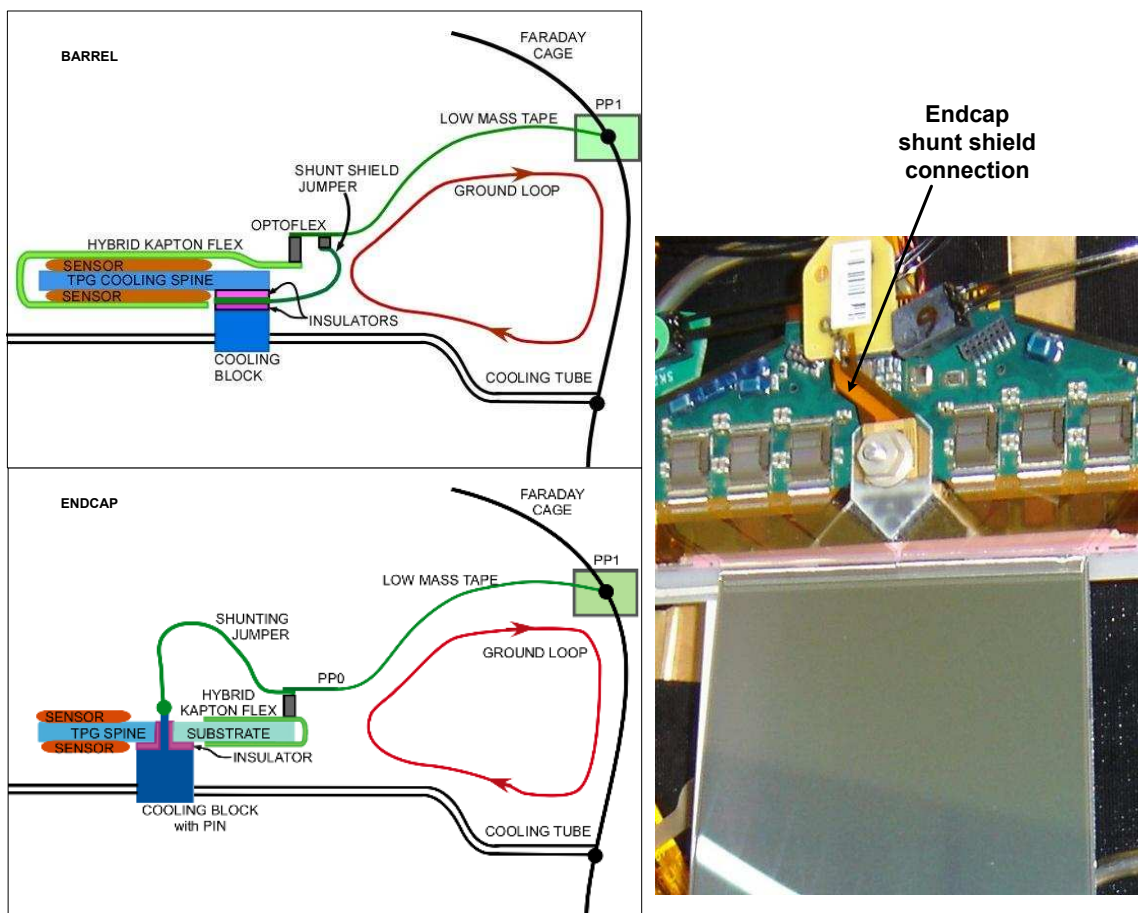 BARREL
FARADAY
CAGE
PP1
LOW MASS TAPE
SHUNT SHIELD
JUMPER
GROUND LOOP
OPTOFLEX
HYBRID KAPTON FLEX
SENSOR
TPG COOLING SPINE
SENSOR
INSULATORS
COOLING
BLOCK
COOLING TUBE
ENDCAP
FARADAY
CAGE
PP1
LOW MASS TAPE
SHUNTING
JUMPER
GROUND LOOP
PP0
HYBRID
KAPTON FLEX
SENSOR
TPG SPINE
SUBSTRATE
SENSOR
INSULATOR
COOLING BLOCK
with PIN
COOLING TUBE
Endcap
shunt shield
connection